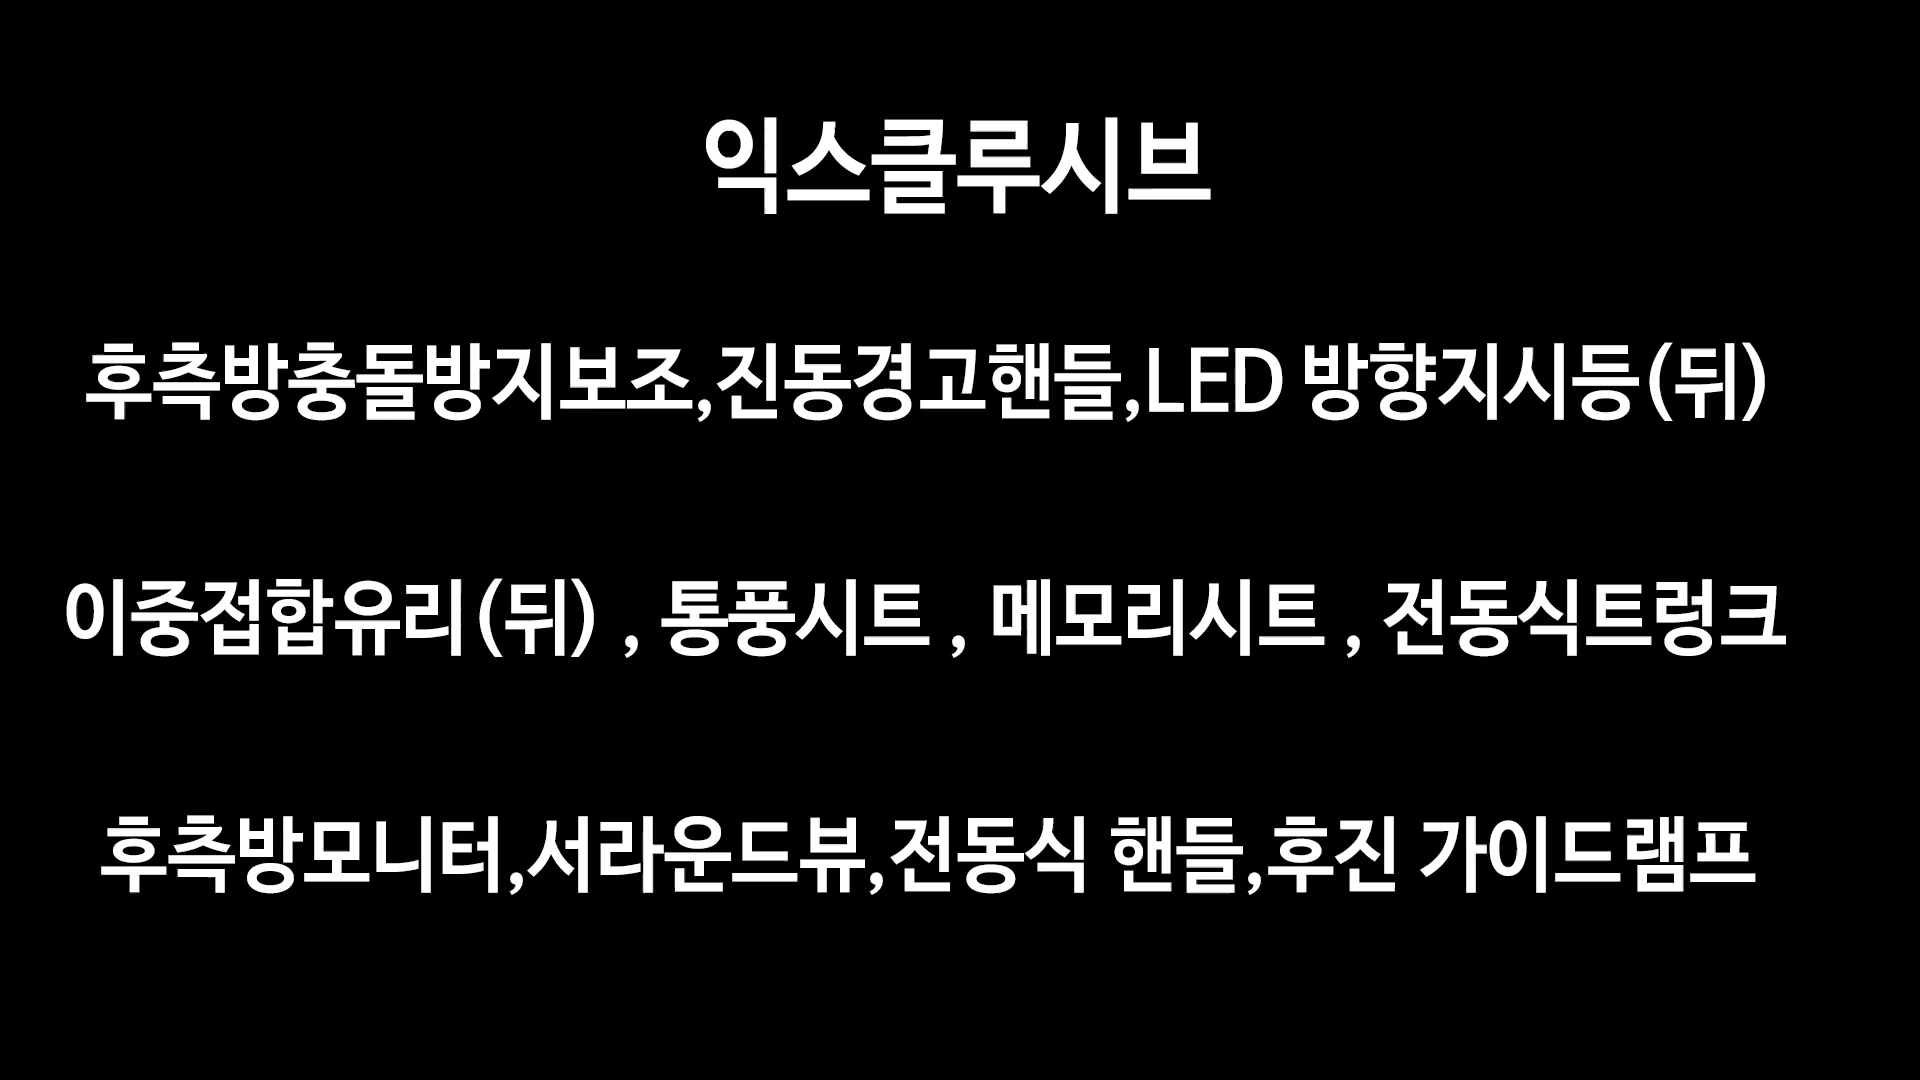 익스클루시브
후측방충돌방지보조,진동경고핸들,LED 방향지시등(뒤)
이중접합유리(뒤) , 통풍시트 , 메모리시트 , 전동식트렁크
후측방모니터,서라운드뷰,전동식 핸들,후진 가이드램프